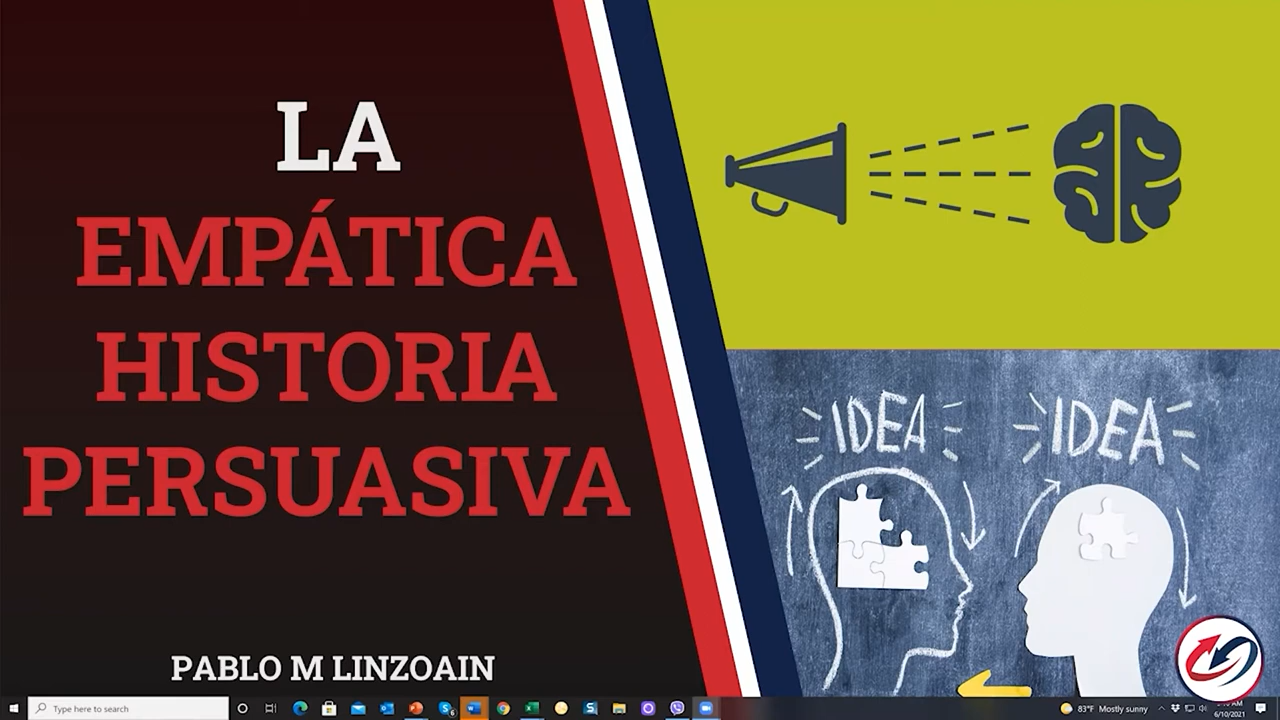 LA
EMPÁTICA
HISTORIA
PERSUASIVA
PABLO M LINZOAIN
IDEA
IDEA
Type here to search
83°F Mostly sunny
6/10/2021